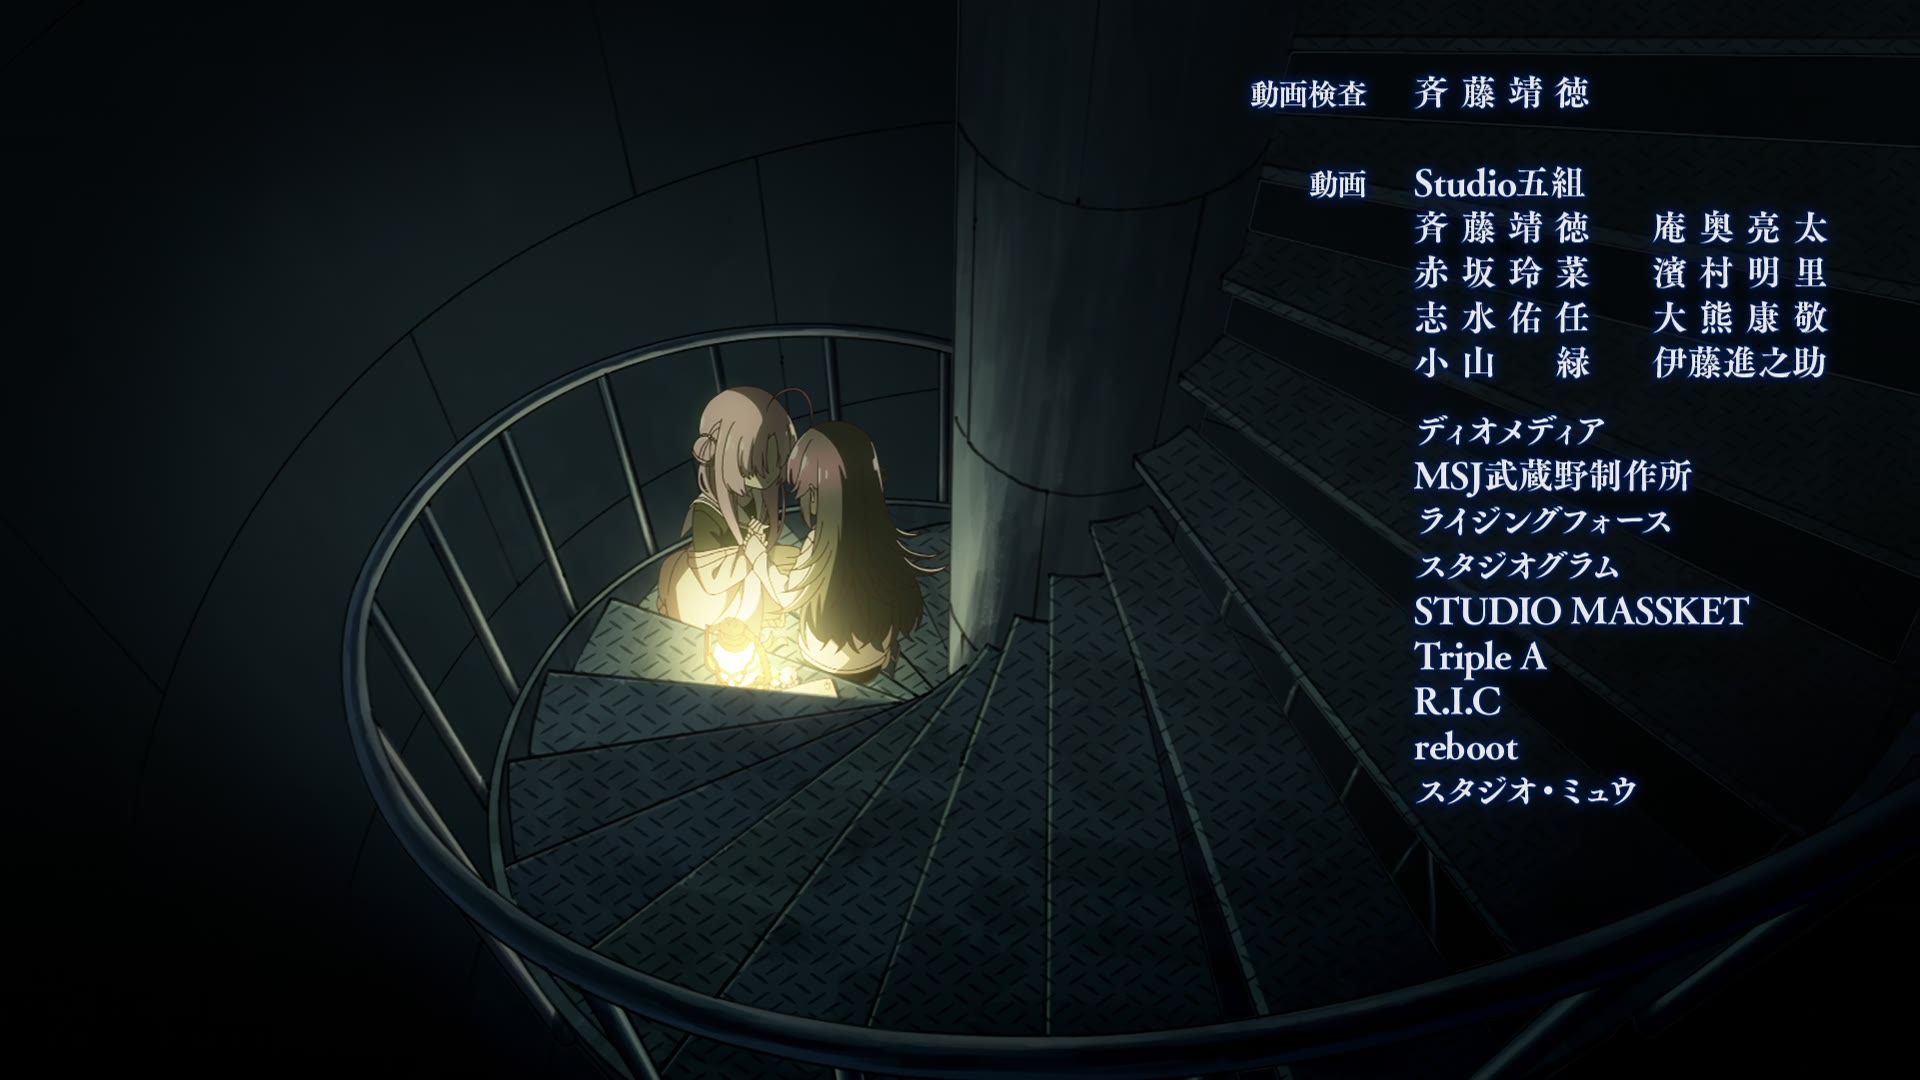 動画検査 斉藤靖徳
動画 Studio五組
斉藤靖徳 庵奥亮太
赤坂玲菜 濱村明里
志水佑任 大熊康敬
小山緑 伊藤進之助
ディオメディア
MSJ武蔵野制作所
ライジングフォース
スタジオグラム
STUDIO MASSKET
Triple A
R.I.C
reboot
スタジオ・ミュウ